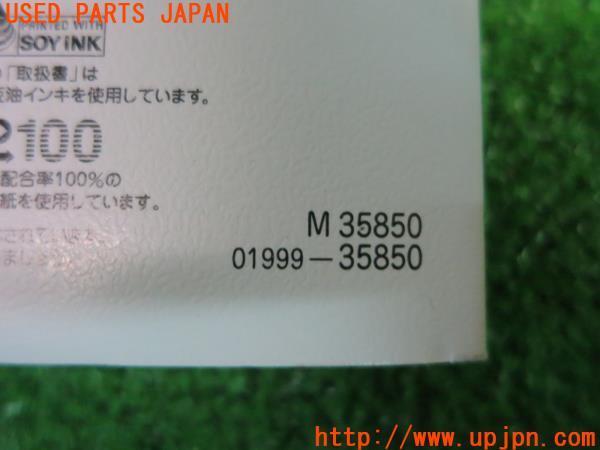 USED PARTS JAPAN
PRINTED WITH
SOY INK
「取扱書」は
油インキを使用しています。
100
配合率100%の
紙を使用しています。
M 35850
01999-35850
http://www.upjpn.com